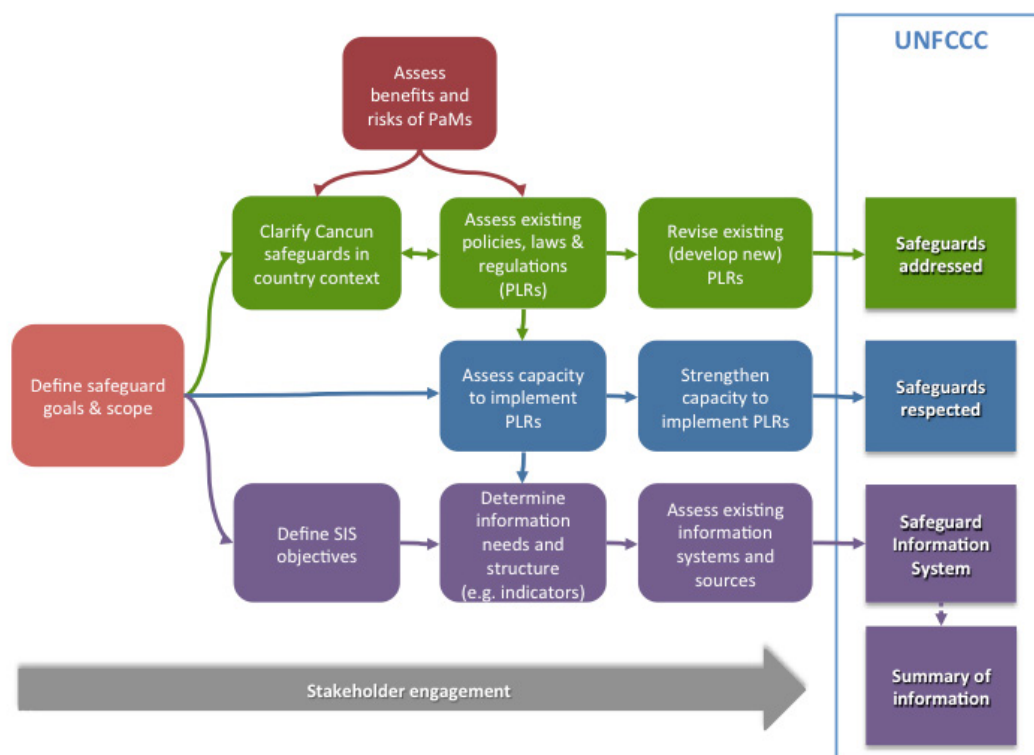 UNFCCC
Assess
benefits and
risks of PaMs
Clarify Cancun
safeguards in
country context
Assess existing
policies, laws &
regulations
(PLRs)
Revise existing
(develop new)
PLRs
Safeguards
addressed
Define safeguard
goals & scope
Assess capacity
to implement
PLRs
Strengthen
capacity to
implement PLRs
Safeguards
respected
Define SIS
objectives
Determine
information
needs and
structure
(e.g. indicators)
Assess existing
information
systems and
sources
Safeguard
Information
System
Stakeholder engagement
Summary of
information